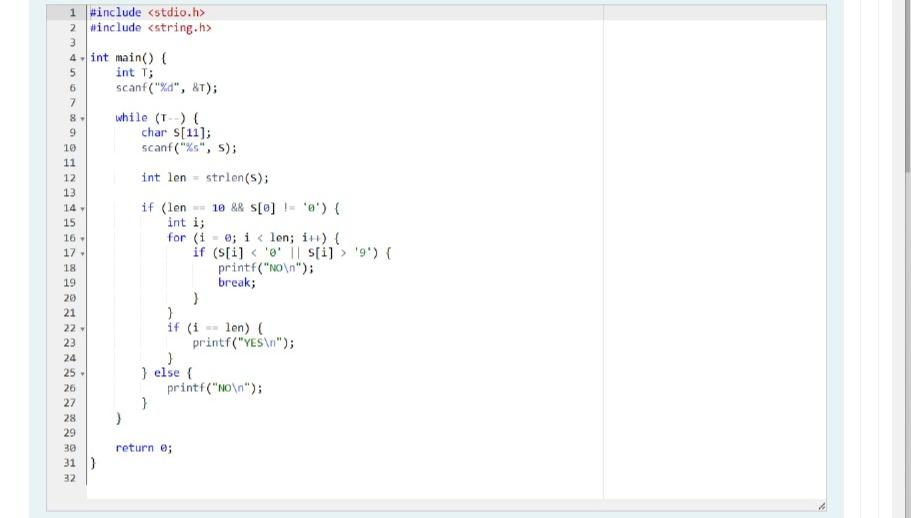 1 #include <stdio.h>
2 #include <string.h>
3
4 int main() {
5     int T;
6     scanf("%d", &T);
7
8     while (T--) {
9         char S[11];
10         scanf("%s", S);
11
12         int len = strlen(S);
13
14         if (len == 10 && S[0] != '0') {
15             int i;
16             for (i = 0; i < len; i++) {
17                 if (S[i] < '0' || S[i] > '9') {
18                     printf("NO\n");
19                     break;
20                 }
21             }
22             if (i == len) {
23                 printf("YES\n");
24             }
25         } else {
26             printf("NO\n");
27         }
28     }
29
30     return 0;
31 }
32